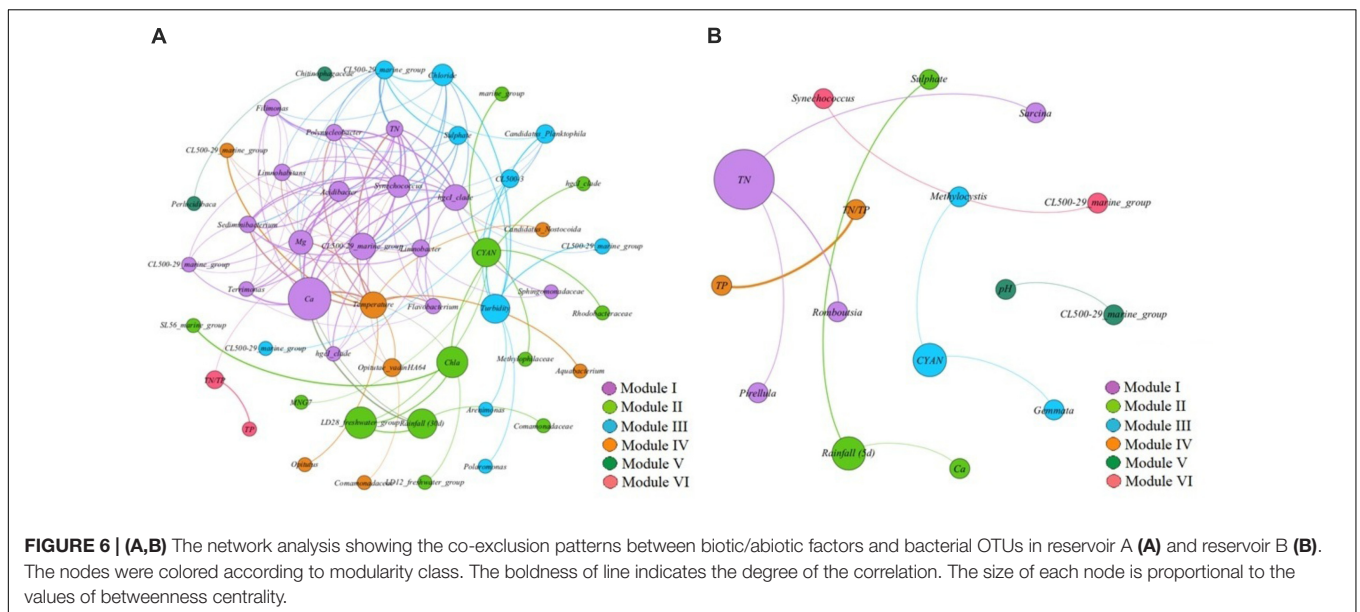 A
B
Chitinophagaceae
CL500-29_marine_group
Chloride
marine_group
Filimonas
Polynucleobacter
TN
Sulphate
Candidatus_Planktophila
CL500-29_marine_group
Limnohabitans
Synechococcus
CL500-3
hgcI_clade
Acidibacter
hgcI_clade
Perlucidibaca
Sediminibacterium
Candidatus_Nostocoida
Mg
CL500-29_marine_group
Limnobacter
CYAN
CL500-29_marine_group
CL500-29_marine_group
Terrimonas
Ca
Temperature
Flavobacterium
Sphingomonadaceae
Turbidity
Rhodobacteraceae
SL56_marine_group
CL500-29_marine_group
hgcI_clade
Opitutae_vadinHA64
Chla
Methylophilaceae
Aquabacterium
TN/TP
TP
MNG7
LD28_freshwater_group
Rainfall (30d)
Arenimonas
Comamonadaceae
Opitutus
Polaromonas
Comamonadaceae
LD12_freshwater_group
Module I
Module II
Module III
Module IV
Module V
Module VI
Sulphate
Synechococcus
Sarcina
TN
Methylocystis
TN/TP
CL500-29_marine_group
TP
pH
Romboutsia
CL500-29_marine_group
CYAN
Pirellula
Gemmata
Rainfall (5d)
Ca
Module I
Module II
Module III
Module IV
Module V
Module VI
FIGURE 6 | (A,B) The network analysis showing the co-exclusion patterns between biotic/abiotic factors and bacterial OTUs in reservoir A (A) and reservoir B (B).
The nodes were colored according to modularity class. The boldness of line indicates the degree of the correlation. The size of each node is proportional to the
values of betweenness centrality.